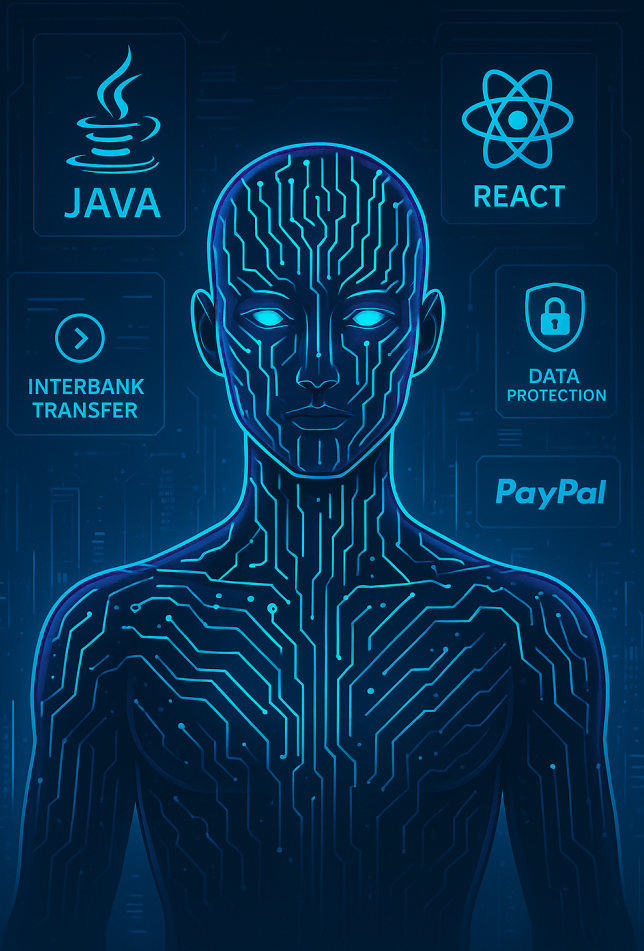 JAVA
REACT
INTERBANK
TRANSFER
DATA
PROTECTION
PayPal